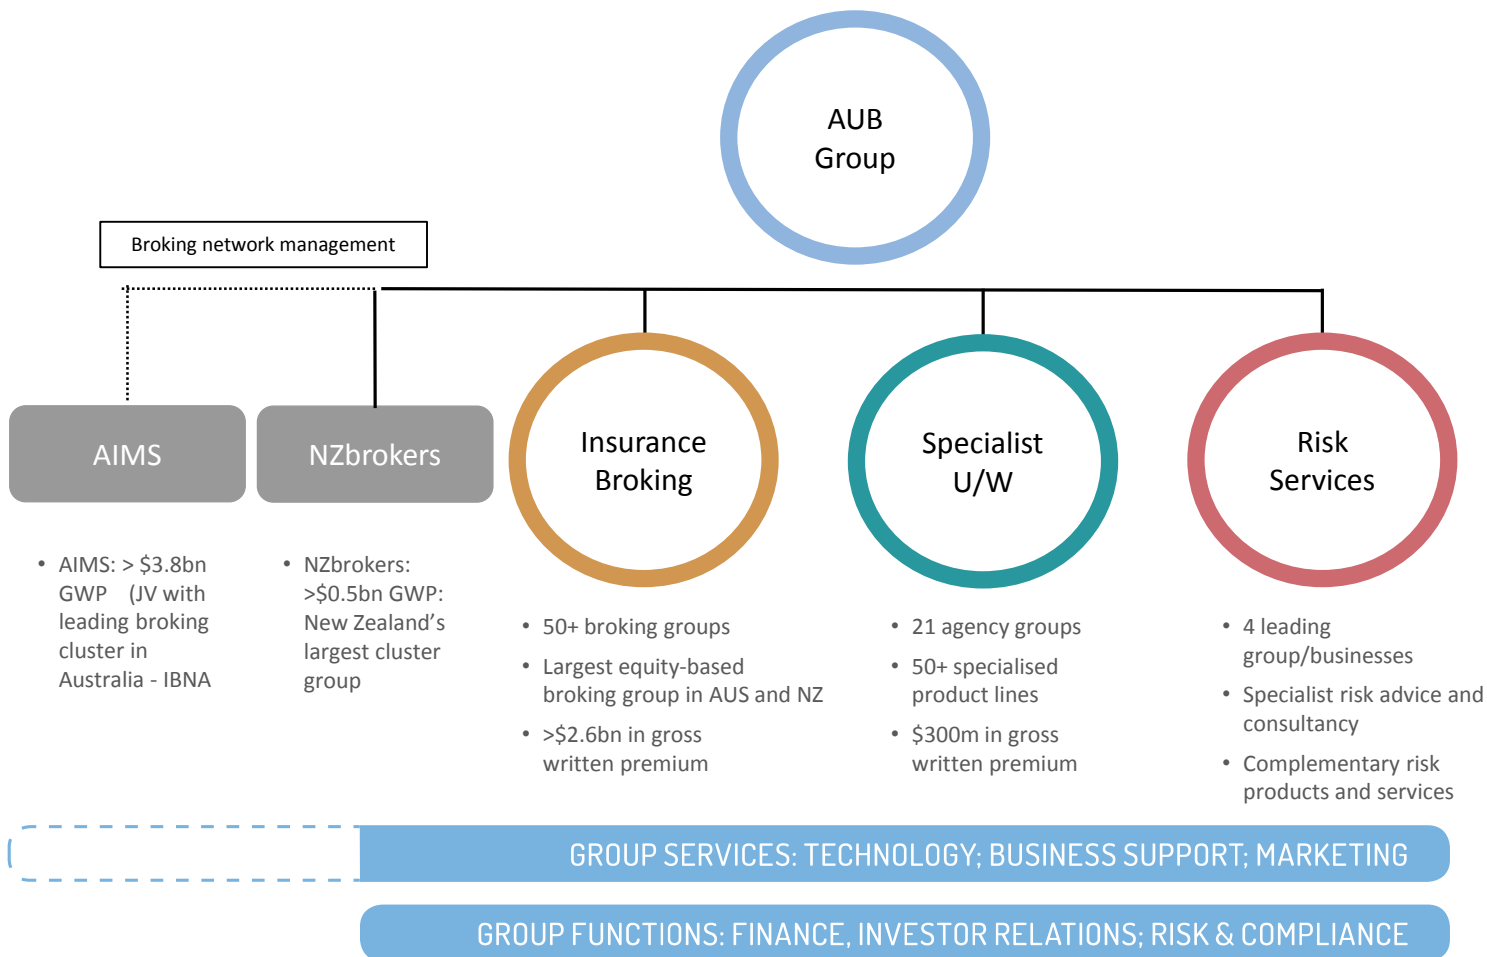 AUB
Group
Broking network management
AIMS
NZbrokers
Insurance
Broking
Specialist
U/W
Risk
Services
• AIMS: > $3.8bn
GWP (JV with
leading broking
cluster in
Australia - IBNA
• NZbrokers:
>$0.5bn GWP:
New Zealand’s
largest cluster
group
• 50+ broking groups
• Largest equity-based
broking group in AUS and NZ
• >$2.6bn in gross
written premium
• 21 agency groups
• 50+ specialised
product lines
• $300m in gross
written premium
• 4 leading
group/businesses
• Specialist risk advice and
consultancy
• Complementary risk
products and services
GROUP SERVICES: TECHNOLOGY; BUSINESS SUPPORT; MARKETING
GROUP FUNCTIONS: FINANCE, INVESTOR RELATIONS; RISK & COMPLIANCE